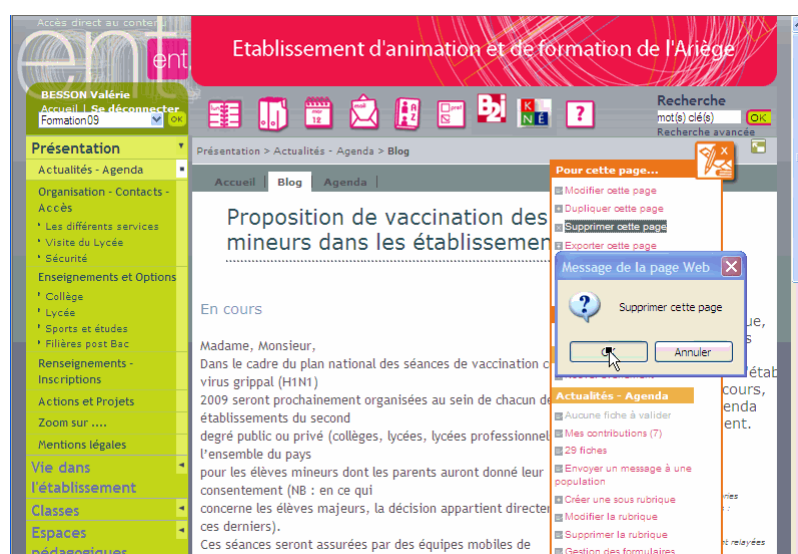 Accès direct au contenu
ent
ent
Etablissement d'animation et de formation de l'Ariège
BESSON Valérie
Accueil | Se déconnecter
Formation09
OK
Recherche
mot(s) clé(s)
OK
Recherche avancée
Présentation
Actualités - Agenda
Organisation - Contacts -
Accès
Les différents services
Visite du Lycée
Sécurité
Enseignements et Options
Collège
Lycée
Sports et études
Filières post Bac
Renseignements -
Inscriptions
Actions et Projets
Zoom sur ....
Mentions légales
Vie dans
l'établissement
Classes
Espaces
pédagogiques
Présentation > Actualités - Agenda > Blog
Accueil
Blog
Agenda
Proposition de vaccination des
mineurs dans les établissemen
En cours
Madame, Monsieur,
Dans le cadre du plan national des séances de vaccination c
virus grippal (H1N1)
2009 seront prochainement organisées au sein de chacun de
établissements du second
degré public ou privé (collèges, lycées, lycées professionnel
l'ensemble du pays
pour les élèves mineurs dont les parents auront donné leur
consentement (NB : en ce qui
concerne les élèves majeurs, la décision appartient directe
ces derniers).
Ces séances seront assurées par des équipes mobiles de
Pour cette page...
Modifier cette page
Dupliquer cette page
Supprimer cette page
Exporter cette page
Message de la page Web
Supprimer cette page
Annuler
Actualités - Agenda
Aucune fiche à valider
Mes contributions (7)
29 fiches
Envoyer un message à une
population
Créer une sous rubrique
Modifier la rubrique
Supprimer la rubrique
Gestion des formulaires
ue,
s
'étab
cours,
enda
ent.
ories
:
t relayées